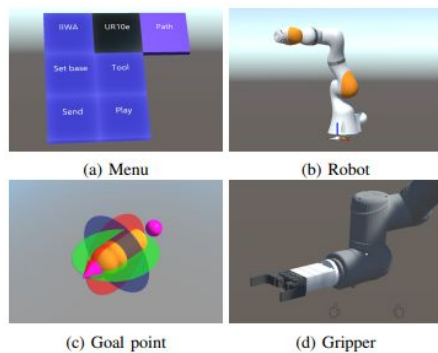 IIWA UR10e Path
Set base Tool
Send Play
(a) Menu (b) Robot
(c) Goal point (d) Gripper